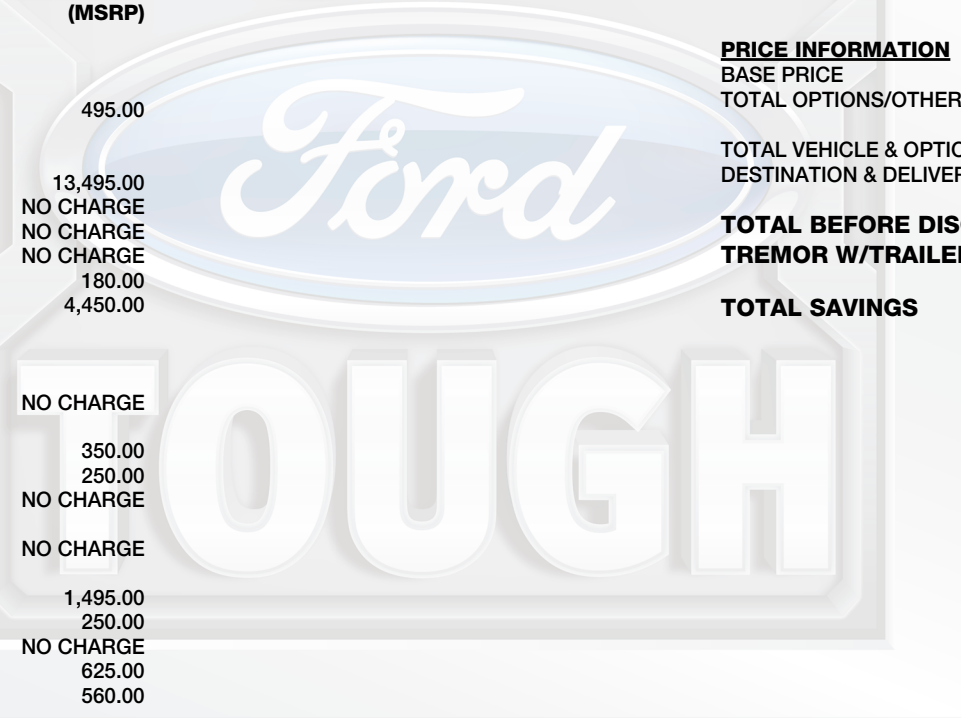 (MSRP)
495.00
13,495.00
NO CHARGE
NO CHARGE
NO CHARGE
180.00
4,450.00
NO CHARGE
350.00
250.00
NO CHARGE
NO CHARGE
1,495.00
250.00
NO CHARGE
625.00
560.00
PRICE INFORMATION
BASE PRICE
TOTAL OPTIONS/OTHER
TOTAL VEHICLE & OPTIO
DESTINATION & DELIVER
TOTAL BEFORE DIS
TREMOR W/TRAILE
TOTAL SAVINGS
Ford
TOUGH